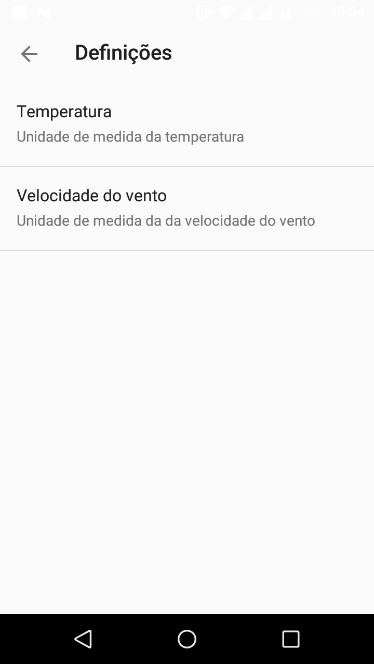 Definições
Temperatura
Unidade de medida da temperatura
Velocidade do vento
Unidade de medida da da velocidade do vento